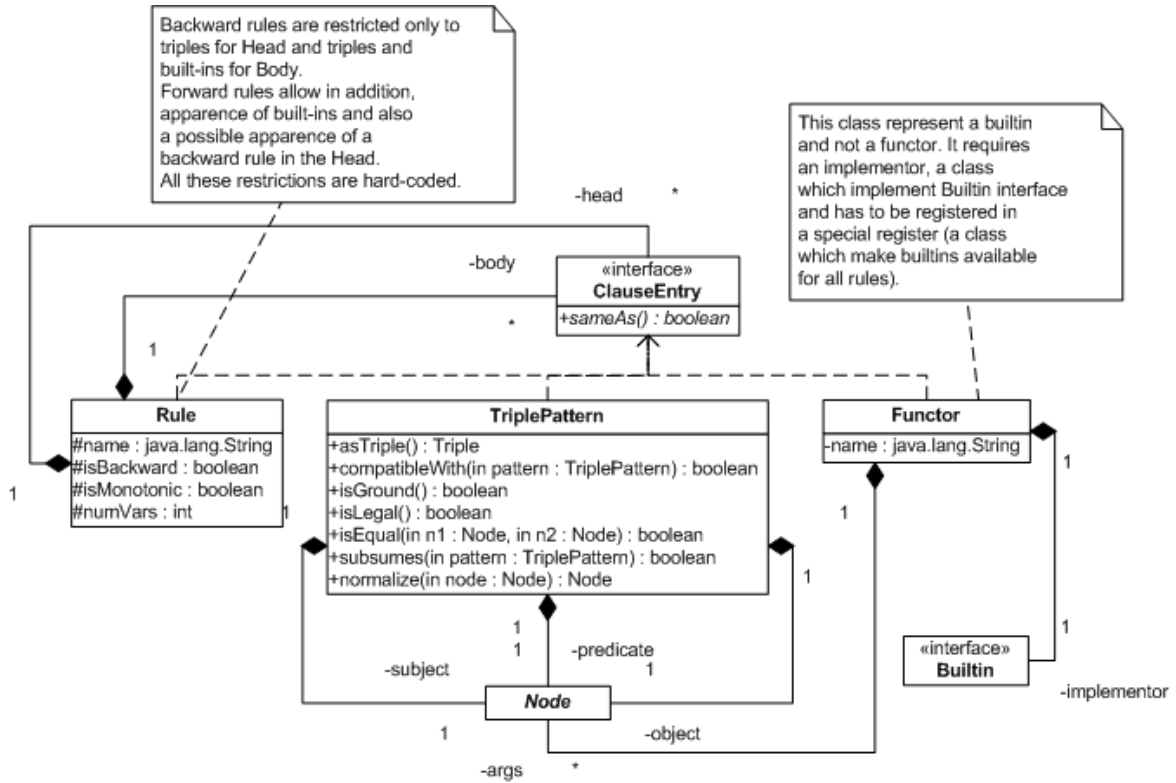 Backward rules are restricted only to
triples for Head and triples and
built-ins for Body.
Forward rules allow in addition,
apparence of built-ins and also
a possible apparence of a
backward rule in the Head.
All these restrictions are hard-coded.
This class represent a builtin
and not a functor. It requires
an implementor, a class
which implement Builtin interface
and has to be registered in
a special register (a class
which make builtins available
for all rules).
-head *
-body
«interface»
ClauseEntry
+sameAs() : boolean
*
1
Rule
#name : java.lang.String
#isBackward : boolean
#isMonotonic : boolean
#numVars : int
1
TriplePattern
+asTriple() : Triple
+compatibleWith(in pattern : TriplePattern) : boolean
+isGround() : boolean
+isLegal() : boolean
+isEqual(in n1 : Node, in n2 : Node) : boolean
+subsumes(in pattern : TriplePattern) : boolean
+normalize(in node : Node) : Node
1
1
Functor
-name : java.lang.String
1
1
1
1
-predicate
-subject
1
Node
1
-object
-args *
1
«interface»
Builtin
-implementor